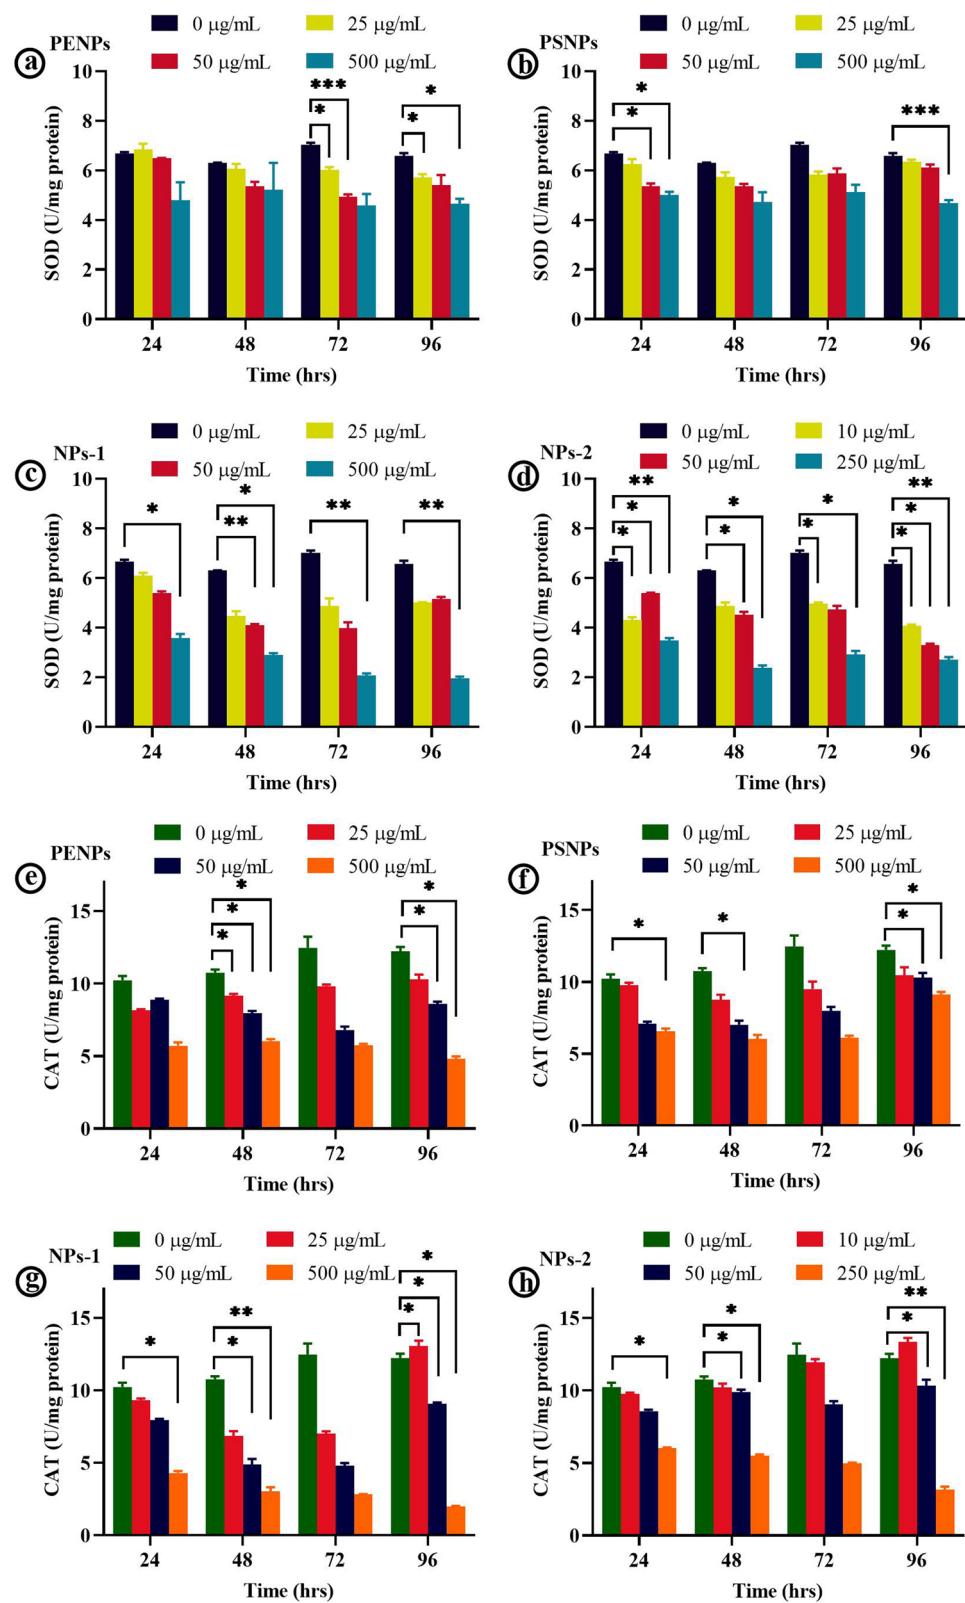 0 µg/mL 25 µg/mL
PENPs
50 µg/mL 500 µg/mL
a
10
*** *
* *
8
6
4
2
0
SOD (U/mg protein)
24 48 72 96
Time (hrs)
0 µg/mL 25 µg/mL
PSNPs
50 µg/mL 500 µg/mL
b
10
* ***
*
8
6
4
2
0
SOD (U/mg protein)
24 48 72 96
Time (hrs)
0 µg/mL 25 µg/mL
NPs-1
50 µg/mL 500 µg/mL
c
10
* * ** **
**
8
6
4
2
0
SOD (U/mg protein)
24 48 72 96
Time (hrs)
0 µg/mL 10 µg/mL
NPs-2
50 µg/mL 250 µg/mL
d
10
** * * **
* * * *
* *
8
6
4
2
0
SOD (U/mg protein)
24 48 72 96
Time (hrs)
0 µg/mL 25 µg/mL
PENPs
50 µg/mL 500 µg/mL
e
15
* *
* *
*
10
5
0
CAT (U/mg protein)
24 48 72 96
Time (hrs)
0 µg/mL 25 µg/mL
PSNPs
50 µg/mL 500 µg/mL
f
15
* * *
*
10
5
0
CAT (U/mg protein)
24 48 72 96
Time (hrs)
0 µg/mL 25 µg/mL
NPs-1
50 µg/mL 500 µg/mL
g
*
* ** *
* *
15
10
5
0
CAT (U/mg protein)
24 48 72 96
Time (hrs)
0 µg/mL 10 µg/mL
NPs-2
50 µg/mL 250 µg/mL
h
* * **
* *
15
10
5
0
CAT (U/mg protein)
24 48 72 96
Time (hrs)